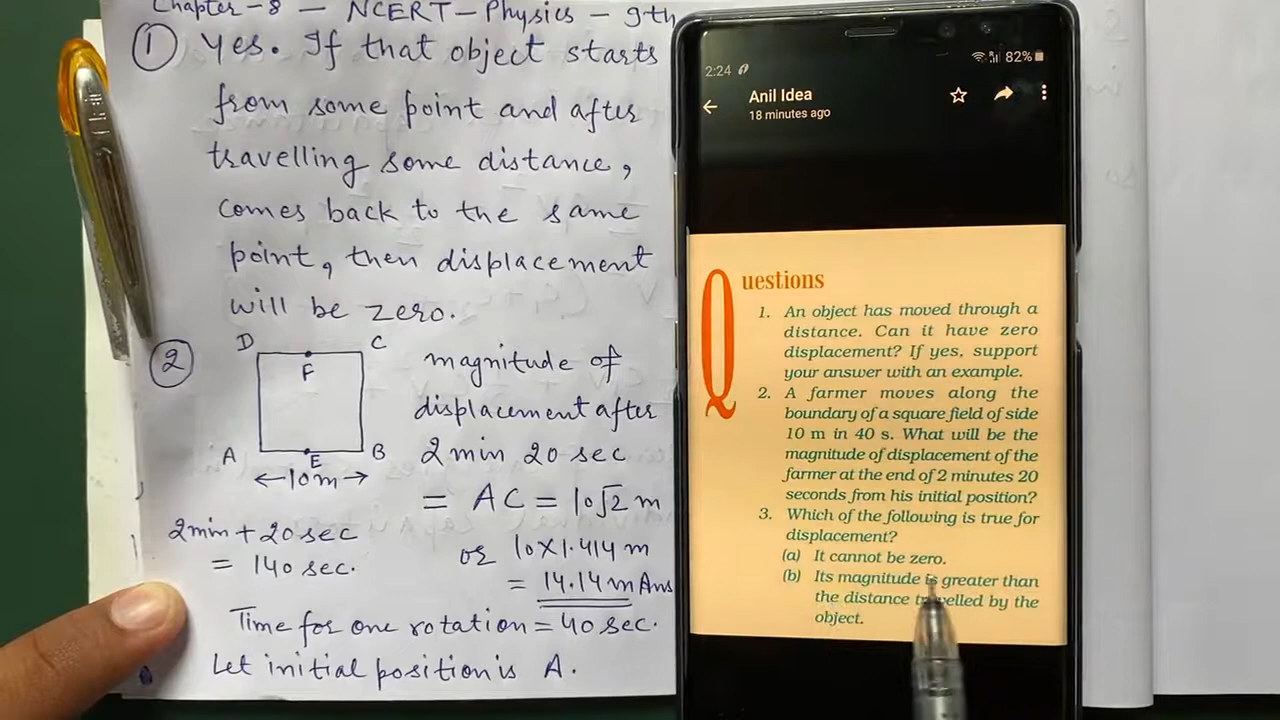 Chapter-8 - NCERT-Physics - 9th
① Yes. If that object starts
from some point and after
travelling some distance,
comes back to the same
point, then displacement
will be zero.
②
D F C
A E B
←10m→
magnitude of
displacement after
2 min 20 sec
= AC = 10√2 m
or 10×1.414 m
= 14.14 m Ans
2min + 20 sec
= 140 sec.
Time for one rotation = 40 sec.
Let initial position is A.
2:24 82%
Anil Idea
18 minutes ago
Questions
1. An object has moved through a
distance. Can it have zero
displacement? If yes, support
your answer with an example.
2. A farmer moves along the
boundary of a square field of side
10 m in 40 s. What will be the
magnitude of displacement of the
farmer at the end of 2 minutes 20
seconds from his initial position?
3. Which of the following is true for
displacement?
(a) It cannot be zero.
(b) Its magnitude is greater than
the distance travelled by the
object.